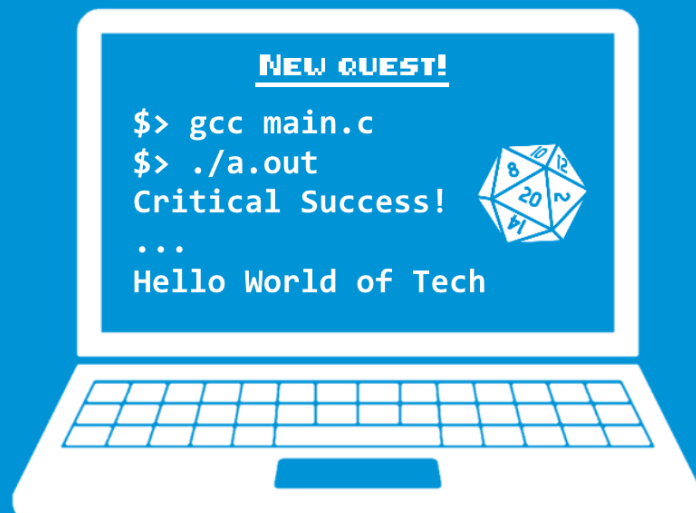 NEW QUEST!
$> gcc main.c
$> ./a.out
Critical Success!
...
Hello World of Tech
10
12
8
20
2
14